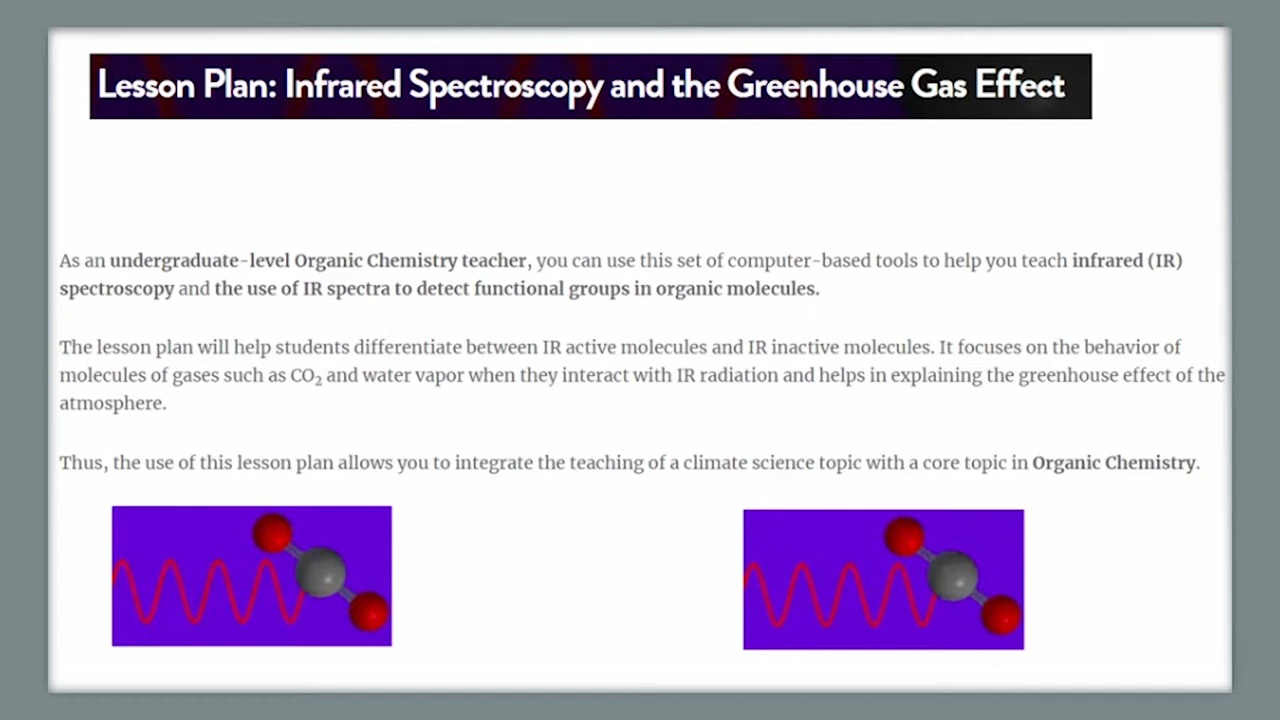 Lesson Plan: Infrared Spectroscopy and the Greenhouse Gas Effect
As an undergraduate-level Organic Chemistry teacher, you can use this set of computer-based tools to help you teach infrared (IR)
spectroscopy and the use of IR spectra to detect functional groups in organic molecules.
The lesson plan will help students differentiate between IR active molecules and IR inactive molecules. It focuses on the behavior of
molecules of gases such as CO₂ and water vapor when they interact with IR radiation and helps in explaining the greenhouse effect of the
atmosphere.
Thus, the use of this lesson plan allows you to integrate the teaching of a climate science topic with a core topic in Organic Chemistry.